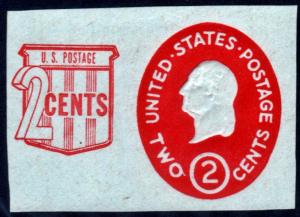 U.S. POSTAGE
2 CENTS
UNITED·STATES·POSTAGE
TWO 2 CENTS